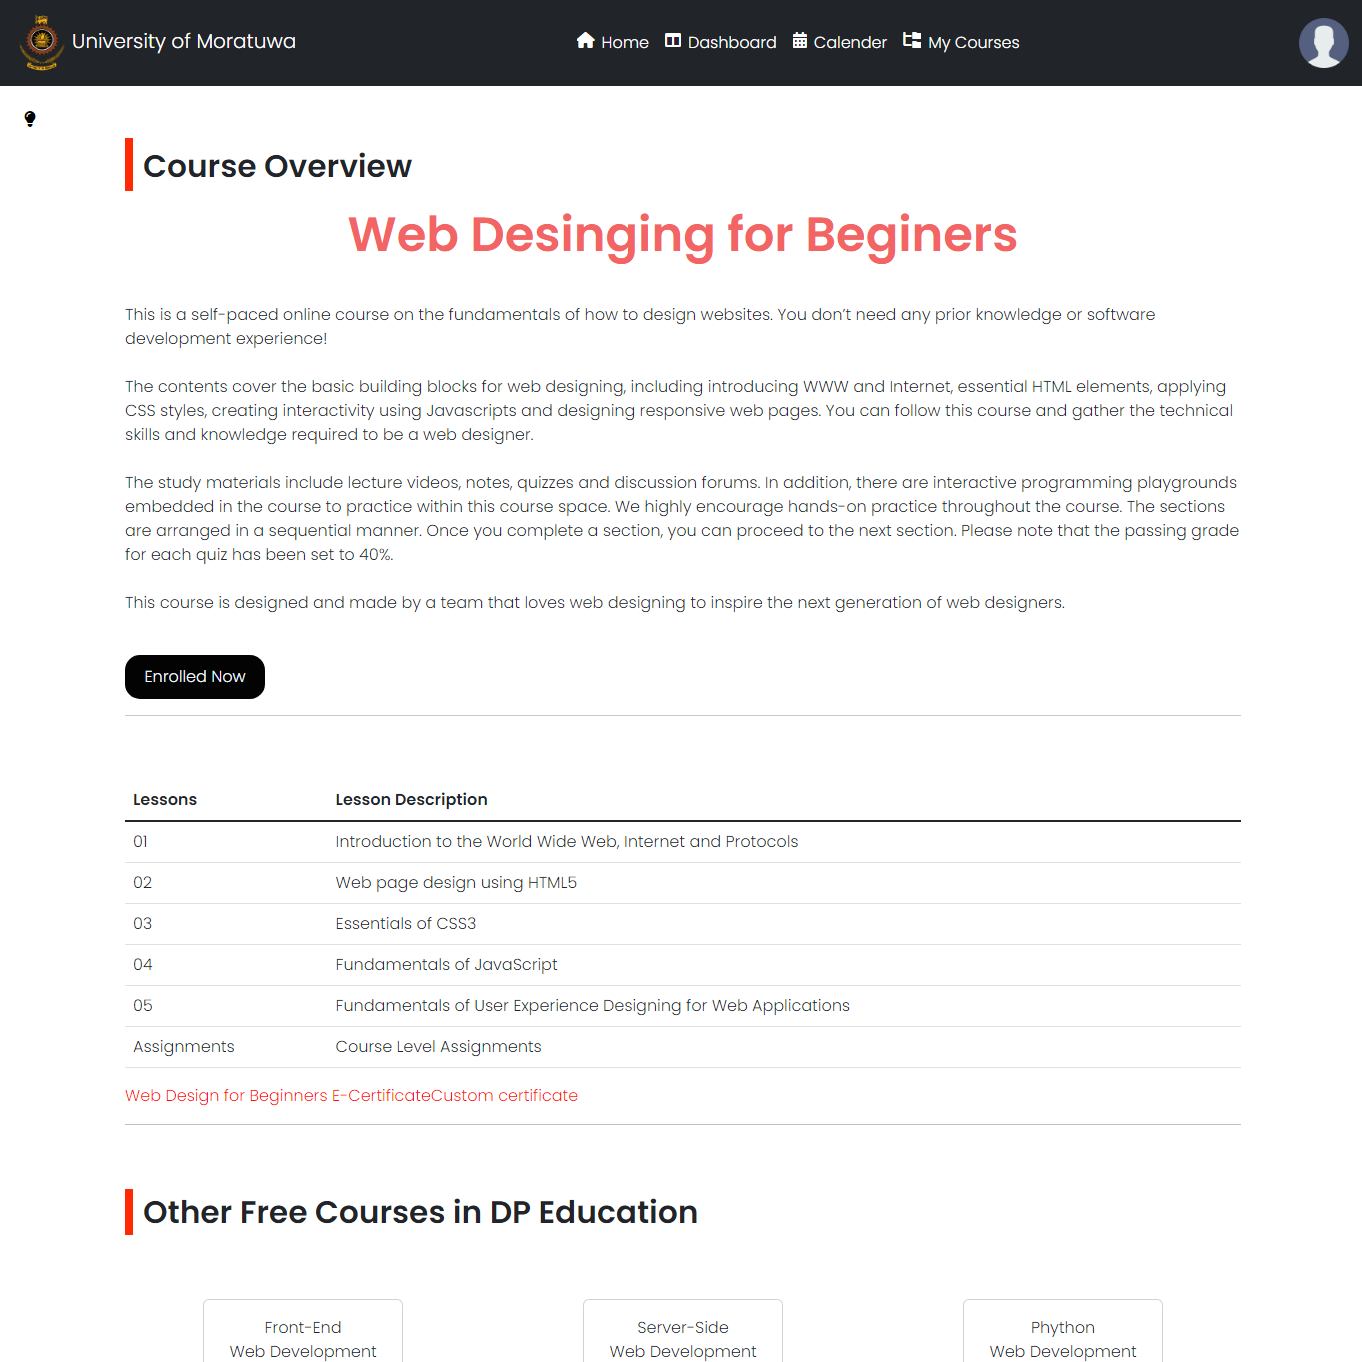 University of Moratuwa
Home Dashboard Calender My Courses
Course Overview
Web Desinging for Beginers
This is a self-paced online course on the fundamentals of how to design websites. You don’t need any prior knowledge or software
development experience!
The contents cover the basic building blocks for web designing, including introducing WWW and Internet, essential HTML elements, applying
CSS styles, creating interactivity using Javascripts and designing responsive web pages. You can follow this course and gather the technical
skills and knowledge required to be a web designer.
The study materials include lecture videos, notes, quizzes and discussion forums. In addition, there are interactive programming playgrounds
embedded in the course to practice within this course space. We highly encourage hands-on practice throughout the course. The sections
are arranged in a sequential manner. Once you complete a section, you can proceed to the next section. Please note that the passing grade
for each quiz has been set to 40%.
This course is designed and made by a team that loves web designing to inspire the next generation of web designers.
Enrolled Now
Lessons Lesson Description
01 Introduction to the World Wide Web, Internet and Protocols
02 Web page design using HTML5
03 Essentials of CSS3
04 Fundamentals of JavaScript
05 Fundamentals of User Experience Designing for Web Applications
Assignments Course Level Assignments
Web Design for Beginners E-CertificateCustom certificate
Other Free Courses in DP Education
Front-End
Web Development
Server-Side
Web Development
Phython
Web Development